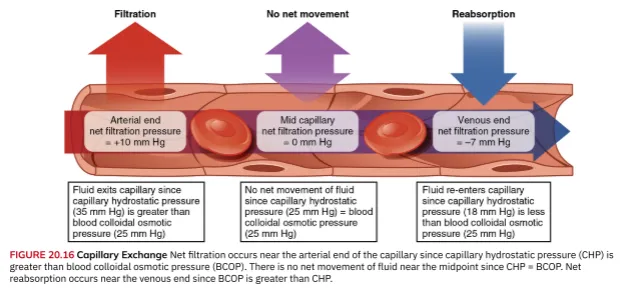 Filtration
No net movement
Reabsorption
Arterial end
net filtration pressure
= +10 mm Hg
Mid capillary
net filtration pressure
= 0 mm Hg
Venous end
net filtration pressure
= –7 mm Hg
Fluid exits capillary since
capillary hydrostatic pressure
(35 mm Hg) is greater than
blood colloidal osmotic
pressure (25 mm Hg)
No net movement of fluid
since capillary hydrostatic
pressure (25 mm Hg) = blood
colloidal osmotic pressure
(25 mm Hg)
Fluid re-enters capillary
since capillary hydrostatic
pressure (18 mm Hg) is less
than blood colloidal osmotic
pressure (25 mm Hg)
FIGURE 20.16 Capillary Exchange Net filtration occurs near the arterial end of the capillary since capillary hydrostatic pressure (CHP) is
greater than blood colloidal osmotic pressure (BCOP). There is no net movement of fluid near the midpoint since CHP = BCOP. Net
reabsorption occurs near the venous end since BCOP is greater than CHP.